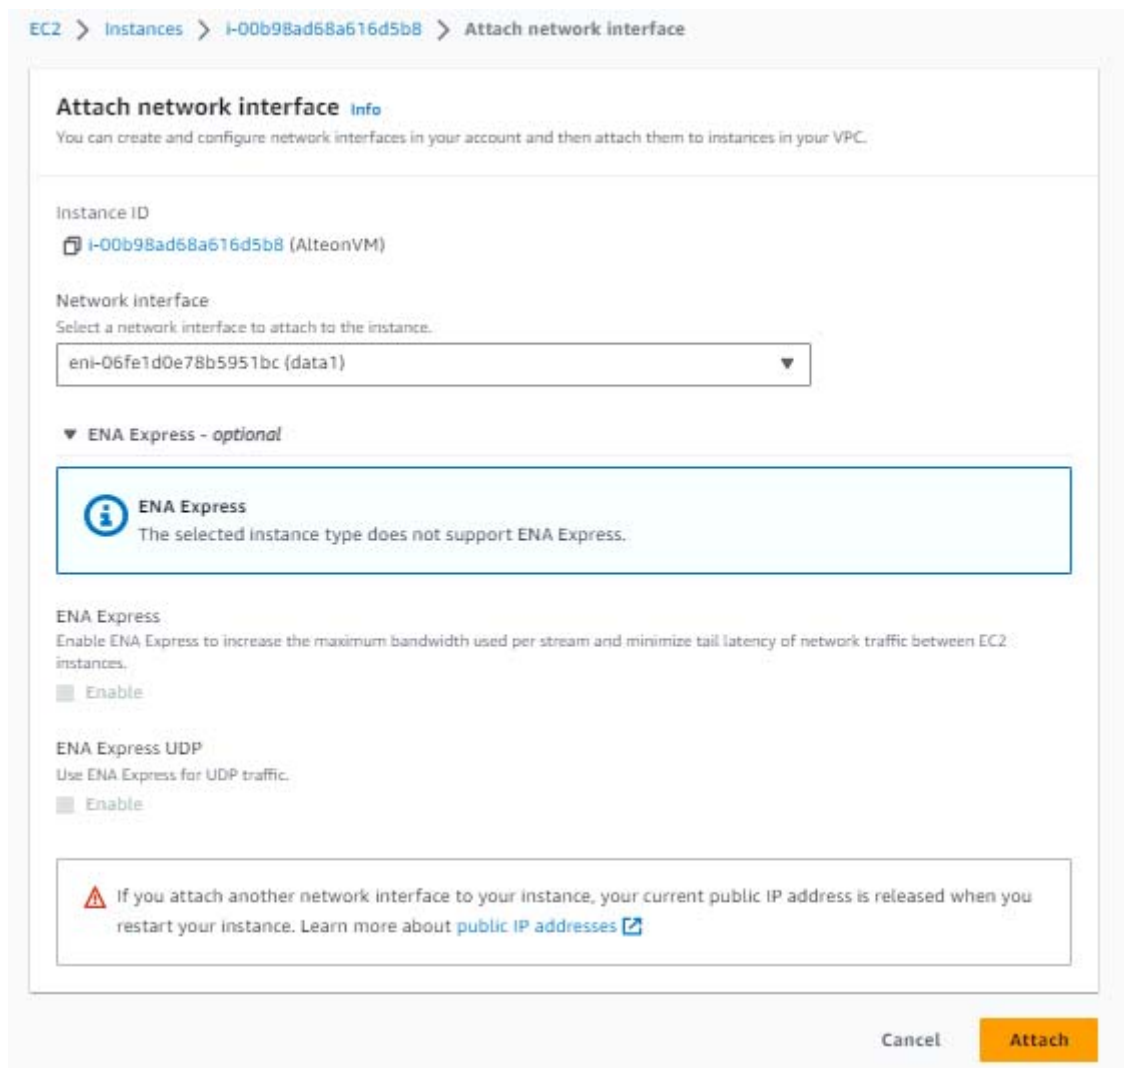 EC2 > Instances > i-00b98ad68a616d5b8 > Attach network interface
Attach network interface Info
You can create and configure network interfaces in your account and then attach them to instances in your VPC.
Instance ID
i-00b98ad68a616d5b8 (AlteonVM)
Network interface
Select a network interface to attach to the instance.
eni-06fe1d0e78b5951bc (data1)
ENA Express - optional
ENA Express
The selected instance type does not support ENA Express.
ENA Express
Enable ENA Express to increase the maximum bandwidth used per stream and minimize tail latency of network traffic between EC2
instances.
Enable
ENA Express UDP
Use ENA Express for UDP traffic.
Enable
If you attach another network interface to your instance, your current public IP address is released when you
restart your instance. Learn more about public IP addresses
Cancel Attach